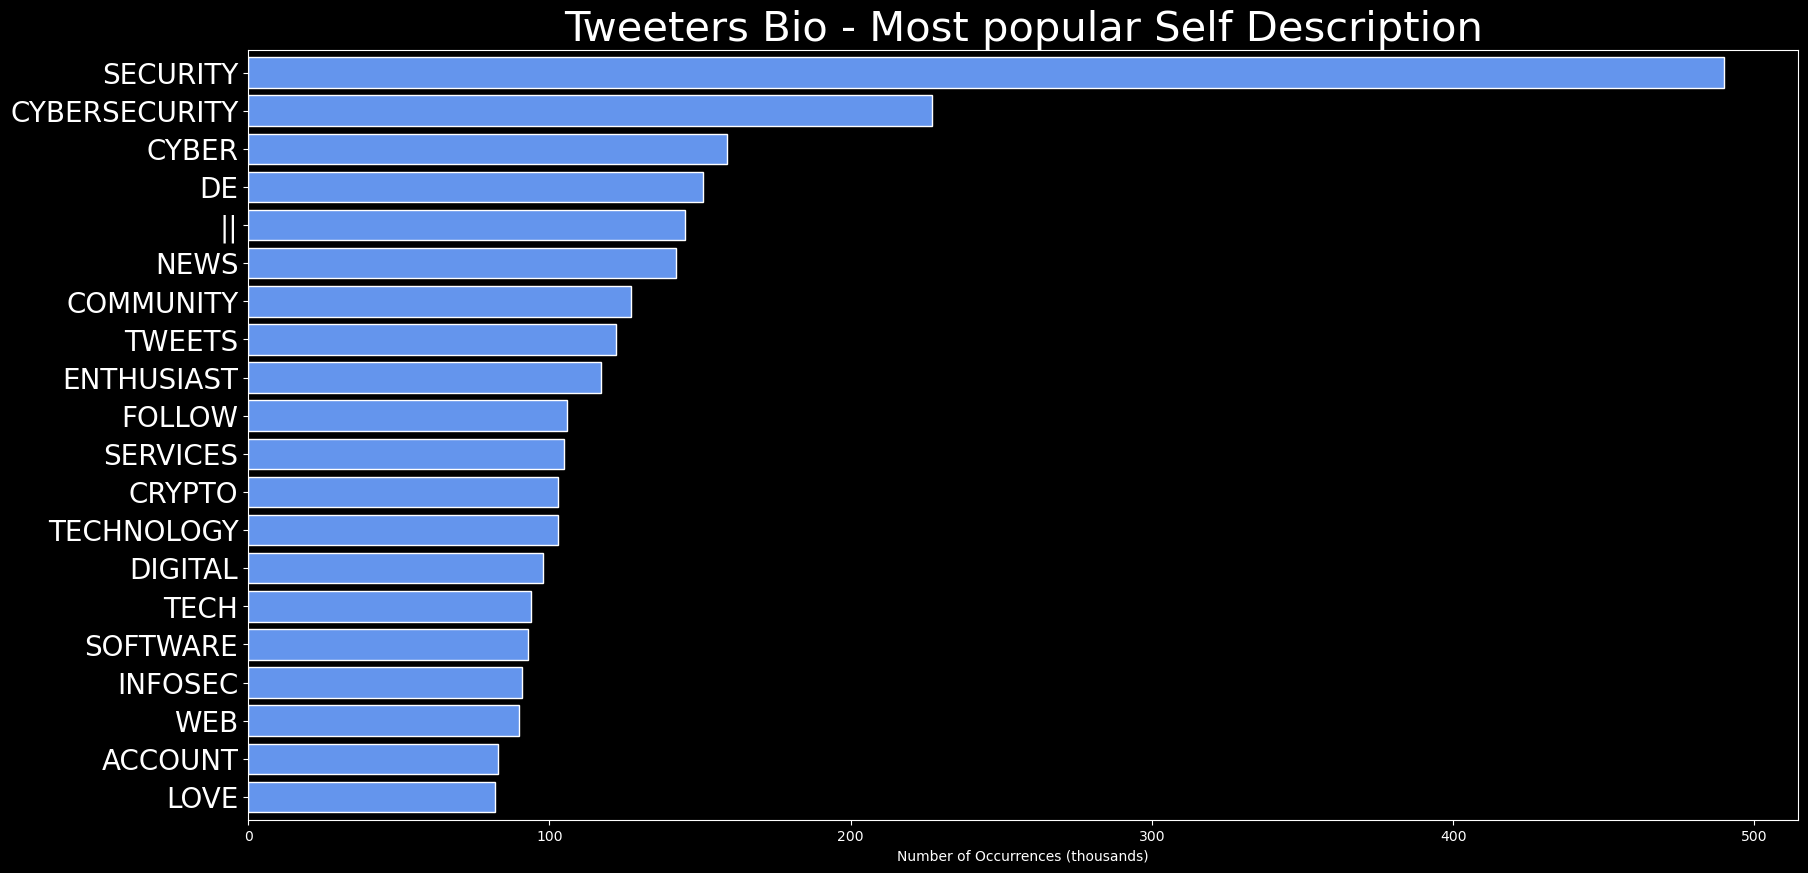 Tweeters Bio - Most popular Self Description
SECURITY
CYBERSECURITY
CYBER
DE
||
NEWS
COMMUNITY
TWEETS
ENTHUSIAST
FOLLOW
SERVICES
CRYPTO
TECHNOLOGY
DIGITAL
TECH
SOFTWARE
INFOSEC
WEB
ACCOUNT
LOVE
0 100 200 300 400 500
Number of Occurrences (thousands)